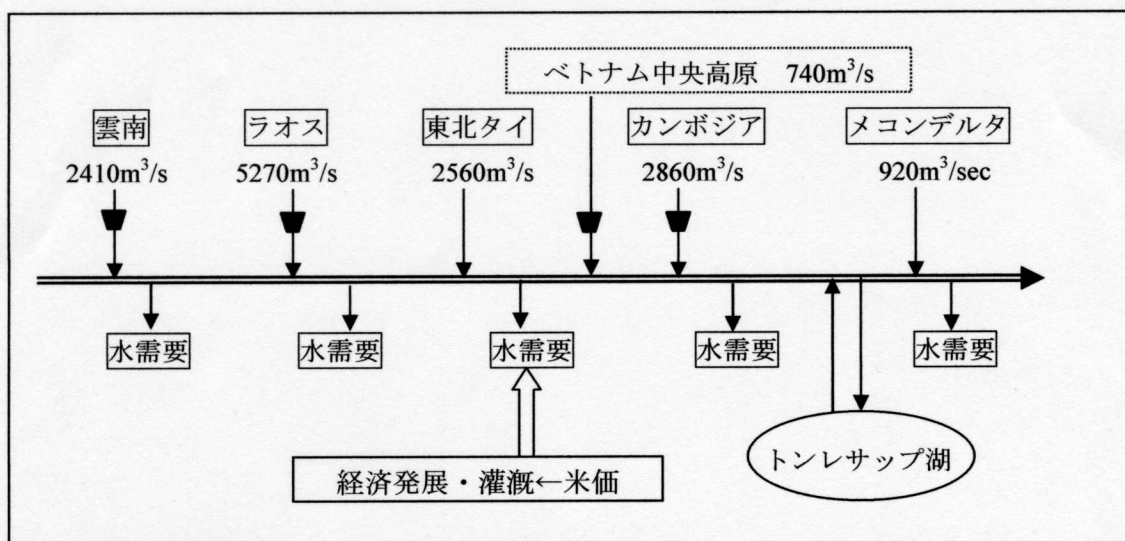 ベトナム中央高原 740m³/s
雲南
ラオス
東北タイ
カンボジア
メコンデルタ
2410m³/s
5270m³/s
2560m³/s
2860m³/s
920m³/sec
水需要
水需要
水需要
水需要
水需要
トンレサップ湖
経済発展・灌漑←米価